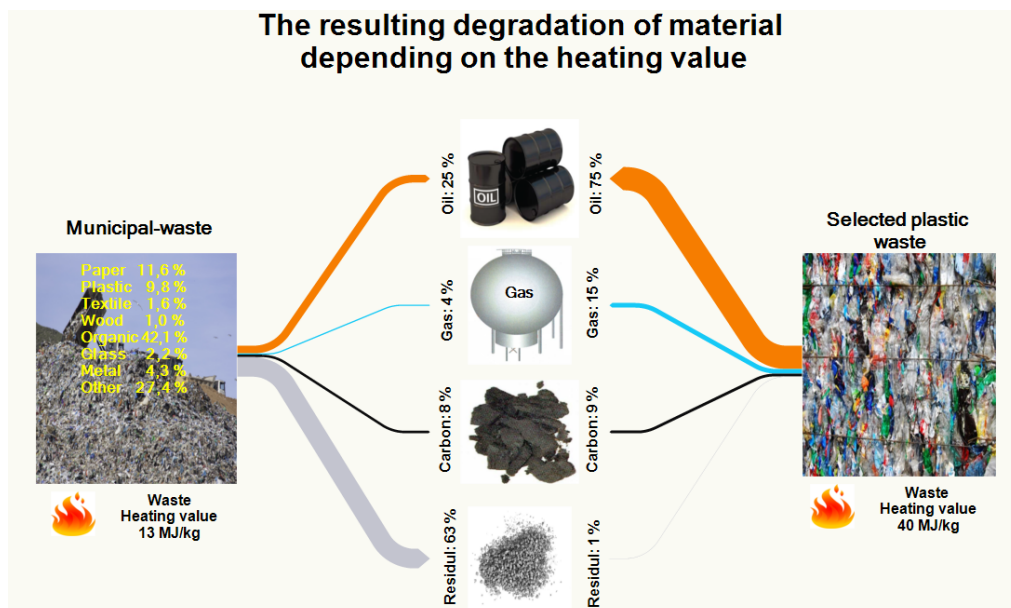 The resulting degradation of material
depending on the heating value
Municipal-waste
Paper 11,6 %
Plastic 9,8 %
Textile 1,6 %
Wood 1,0 %
Organic 42,1 %
Glass 2,2 %
Metal 4,3 %
Other 27,4 %
Waste
Heating value
13 MJ/kg
Oil: 25 %
OIL
Oil: 75 %
Gas: 4 %
Gas
Gas: 15 %
Carbon: 8 %
Carbon: 9 %
Residul: 63 %
Residul: 1 %
Selected plastic
waste
Waste
Heating value
40 MJ/kg